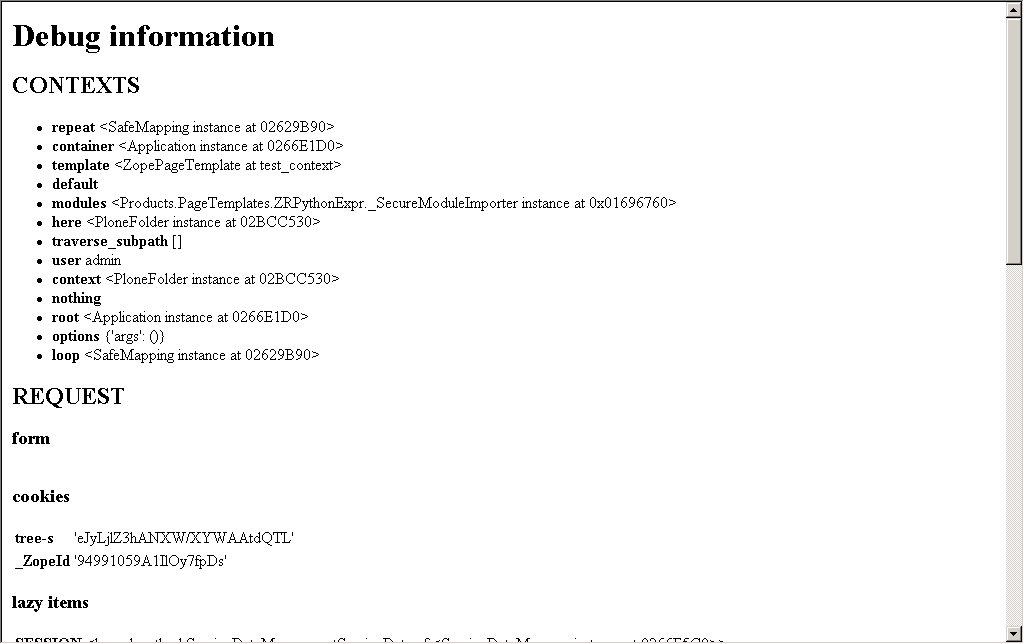 Debug information
CONTEXTS
repeat <SafeMapping instance at 02629B90>
container <Application instance at 0266E1D0>
template <ZopePageTemplate at test_context>
default
modules <Products.PageTemplates.ZRPythonExpr._SecureModuleImporter instance at 0x01696760>
here <PloneFolder instance at 02BCC530>
traverse_subpath []
user admin
context <PloneFolder instance at 02BCC530>
nothing
root <Application instance at 0266E1D0>
options {'args': ()}
loop <SafeMapping instance at 02629B90>
REQUEST
form
cookies
tree-s 'eJyLjlZ3hANXW/XYWAAtdQTL'
_ZopeId '94991059A1IlOy7fpDs'
lazy items
SESSION